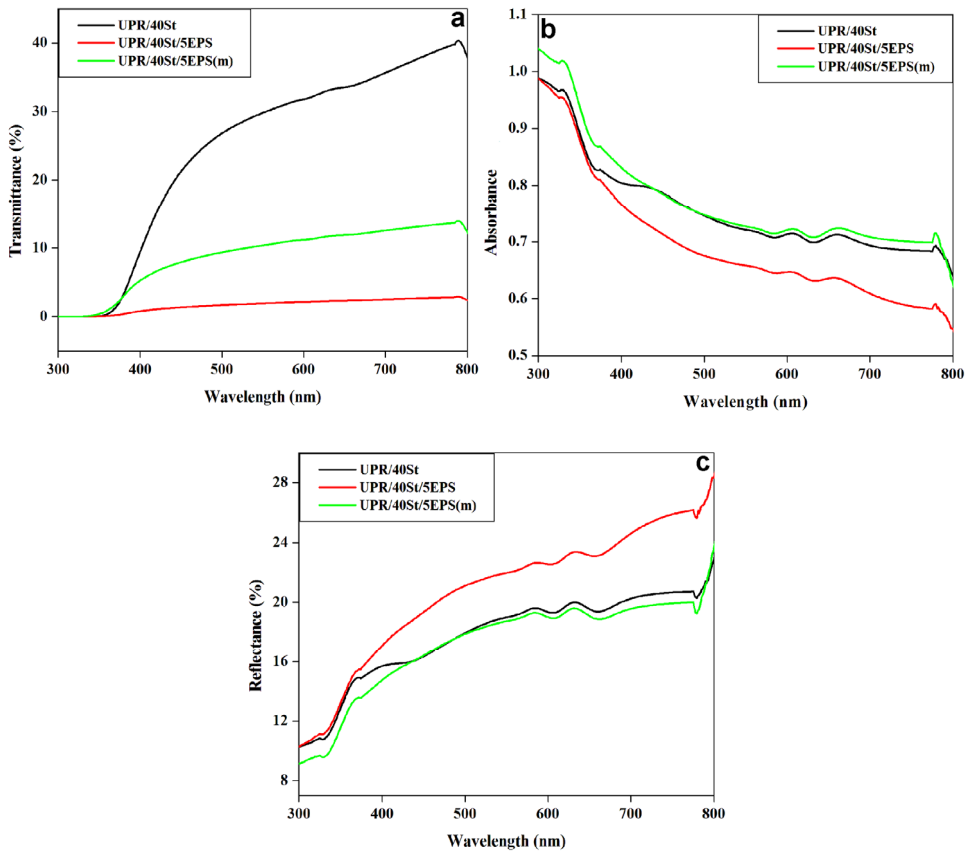 a
UPR/40St
UPR/40St/5EPS
UPR/40St/5EPS(m)
Transmittance (%)
40
30
20
10
0
300 400 500 600 700 800
Wavelength (nm)
b
UPR/40St
UPR/40St/5EPS
UPR/40St/5EPS(m)
Absorbance
1.1
1.0
0.9
0.8
0.7
0.6
0.5
300 400 500 600 700 800
Wavelength (nm)
c
UPR/40St
UPR/40St/5EPS
UPR/40St/5EPS(m)
Reflectance (%)
28
24
20
16
12
8
300 400 500 600 700 800
Wavelength (nm)